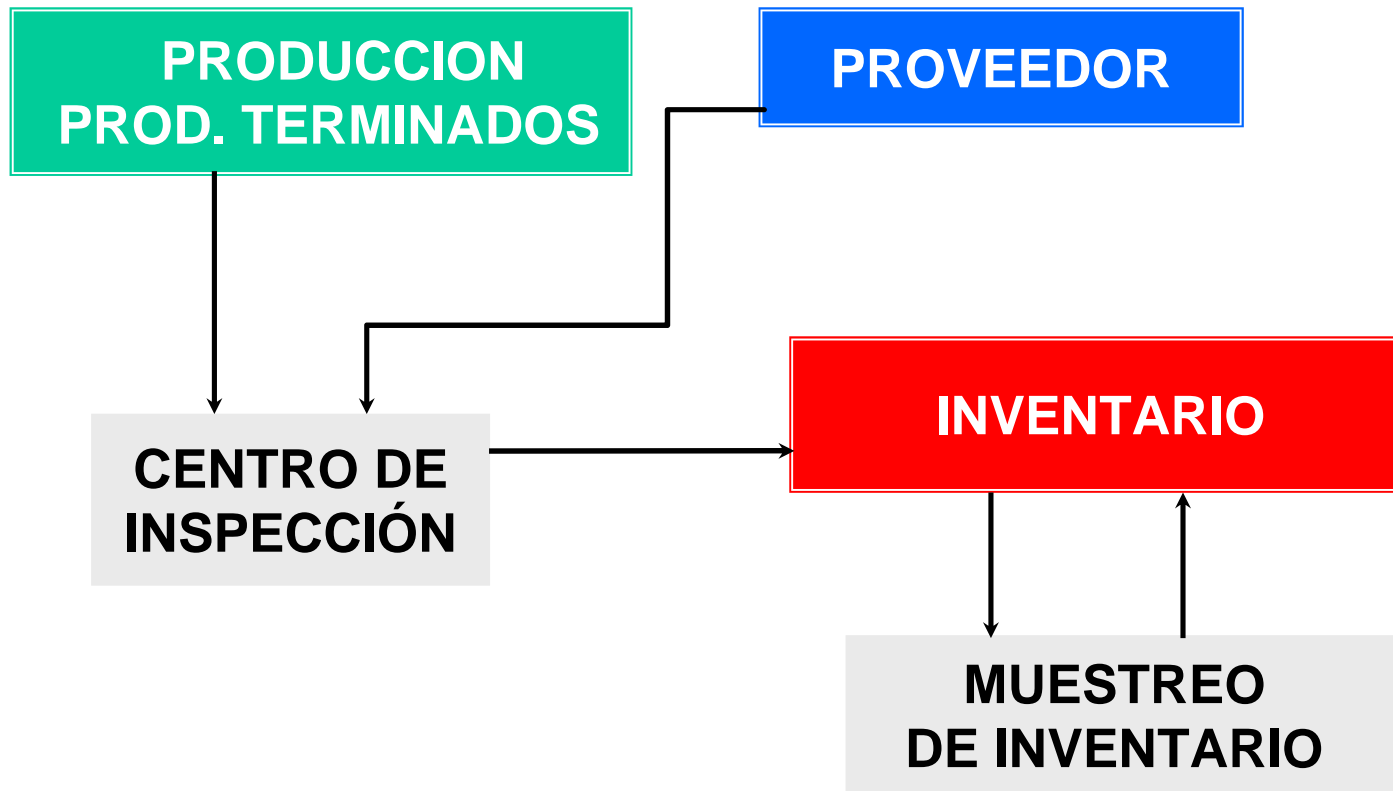 PRODUCCION
PROD. TERMINADOS
PROVEEDOR
INVENTARIO
CENTRO DE
INSPECCIÓN
MUESTREO
DE INVENTARIO